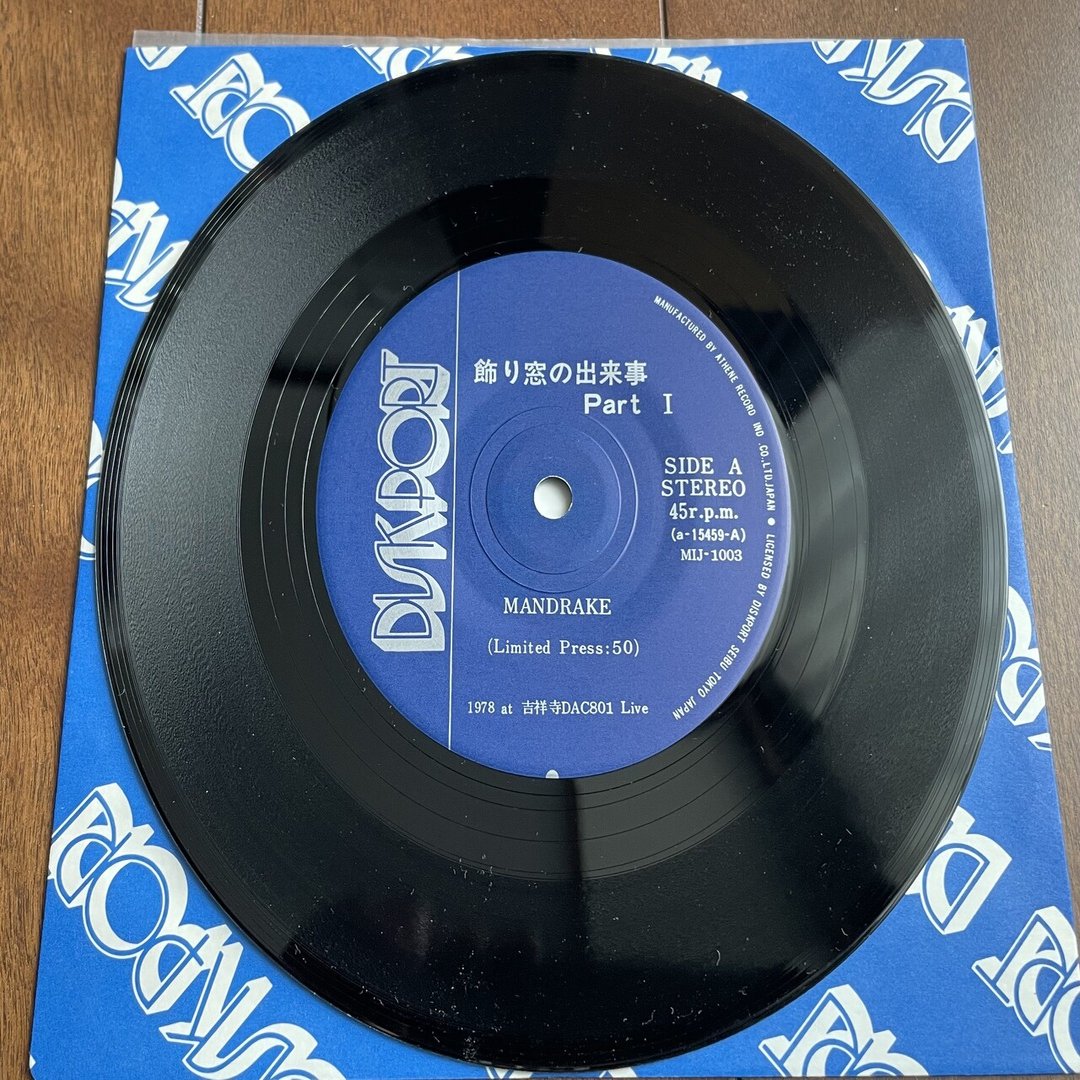 DISKPORT
飾り窓の出来事
Part I
SIDE A
STEREO
45r.p.m.
(a-15459-A)
MIJ-1003
MANDRAKE
(Limited Press:50)
1978 at 吉祥寺DAC801 Live
MANUFACTURED BY ATHENE RECORD IND .CO.,LTD.JAPAN ● LICENSED BY DISKPORT SEIBU TOKYO JAPAN